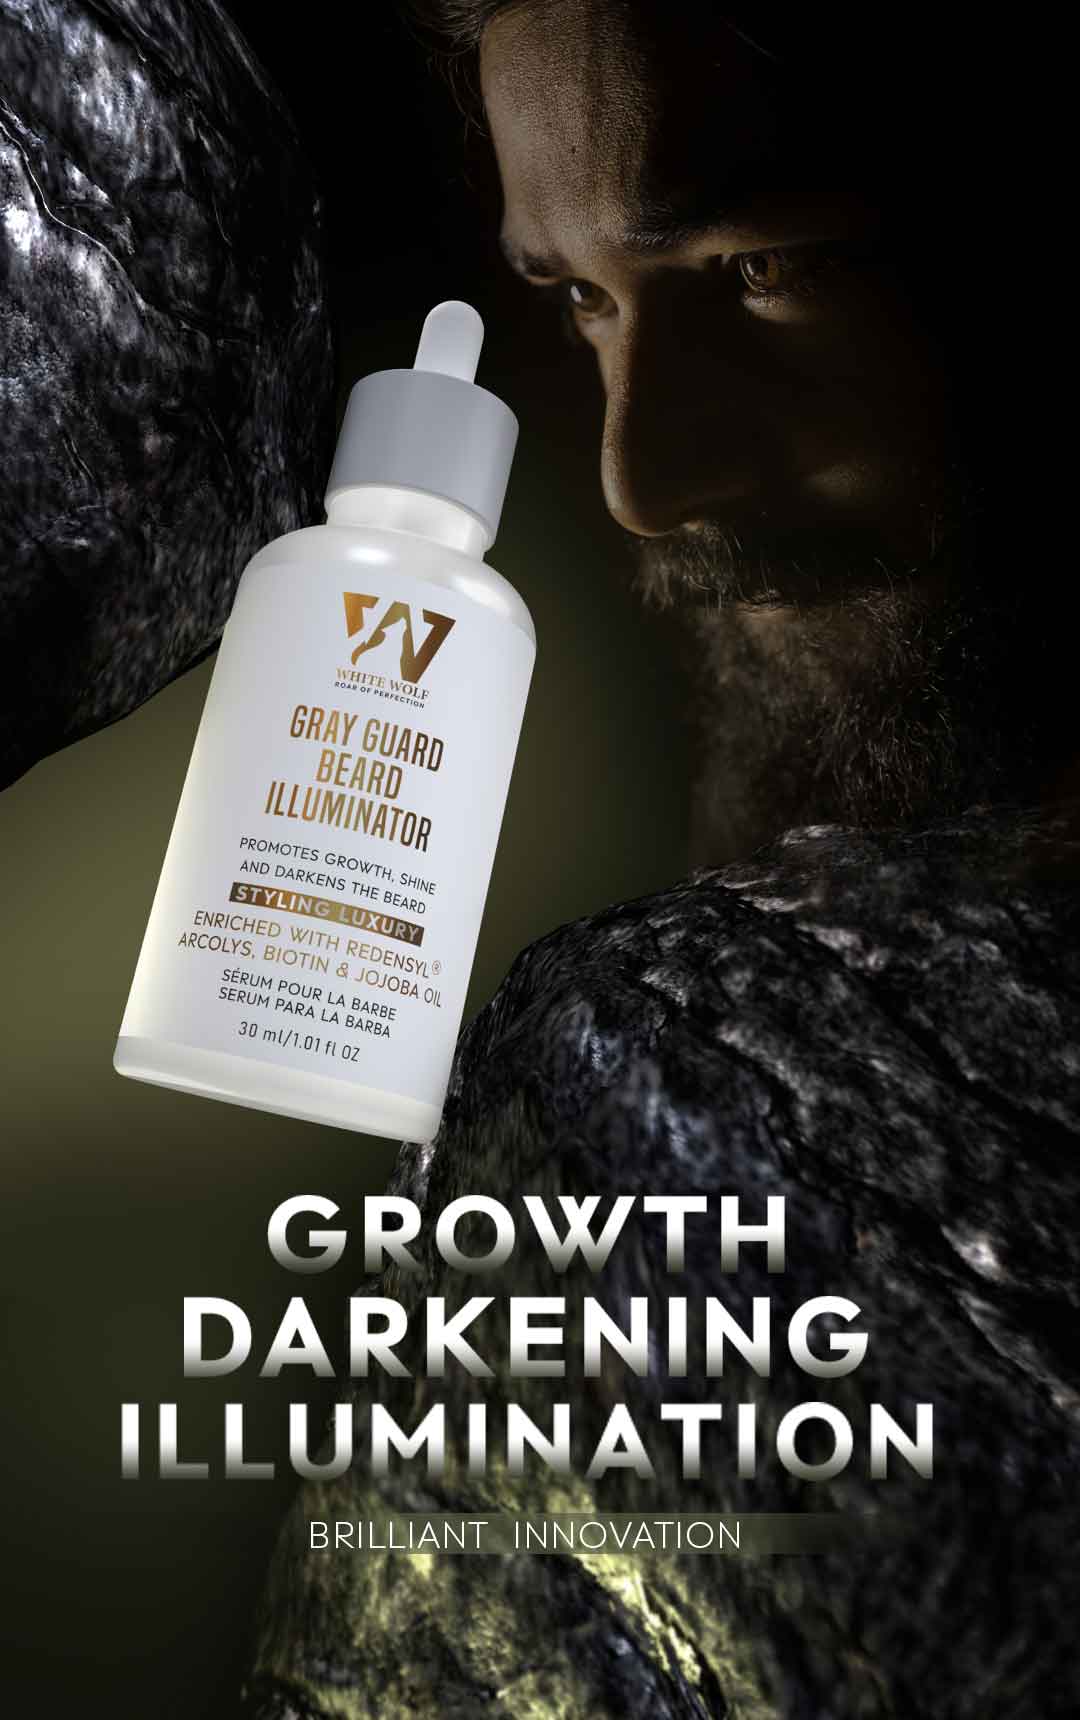 WHITE WOLF
ROAR OF PERFECTION
GRAY GUARD
BEARD
ILLUMINATOR
PROMOTES GROWTH, SHINE
AND DARKENS THE BEARD
STYLING LUXURY
ENRICHED WITH REDENSYL®
ARCOLYS, BIOTIN & JOJOBA OIL
SÉRUM POUR LA BARBE
SERUM PARA LA BARBA
30 ml/1.01 fl OZ
GROWTH
DARKENING
ILLUMINATION
BRILLIANT INNOVATION